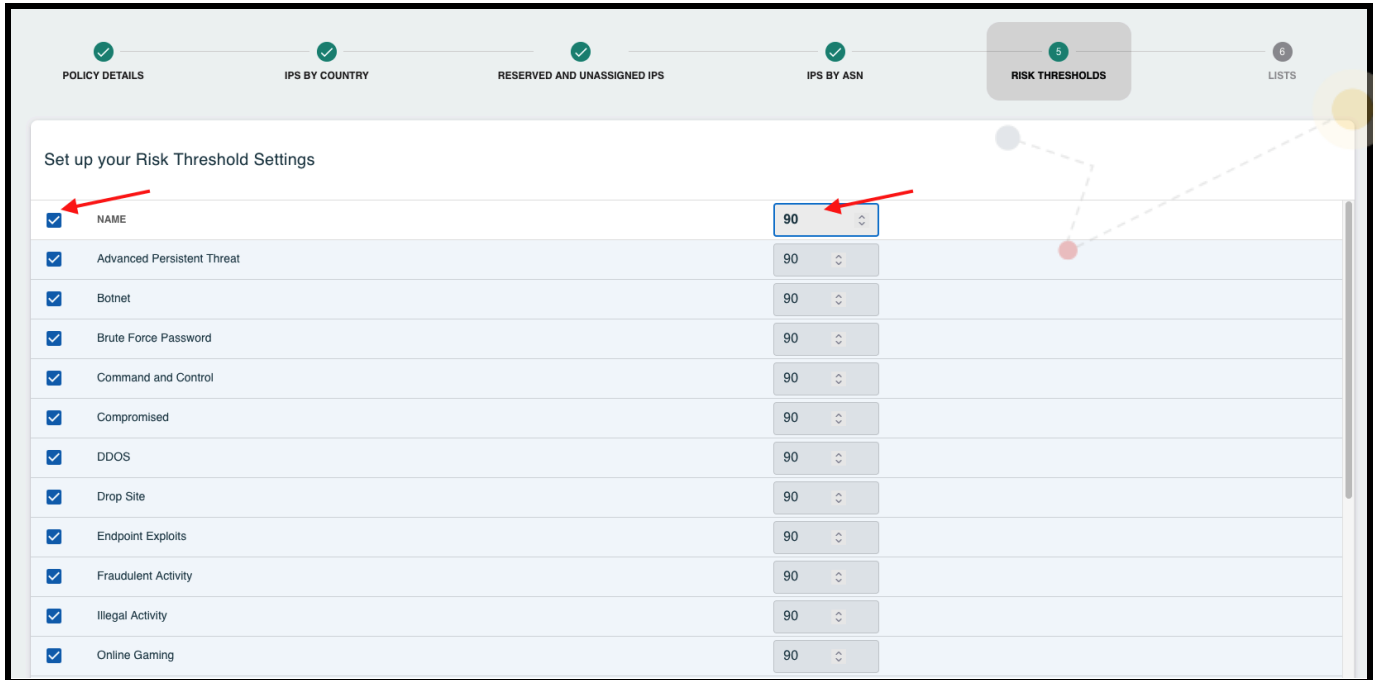 5
6
POLICY DETAILS
IPS BY COUNTRY
RESERVED AND UNASSIGNED IPS
IPS BY ASN
RISK THRESHOLDS
LISTS
Set up your Risk Threshold Settings
NAME 90
Advanced Persistent Threat 90
Botnet 90
Brute Force Password 90
Command and Control 90
Compromised 90
DDOS 90
Drop Site 90
Endpoint Exploits 90
Fraudulent Activity 90
Illegal Activity 90
Online Gaming 90